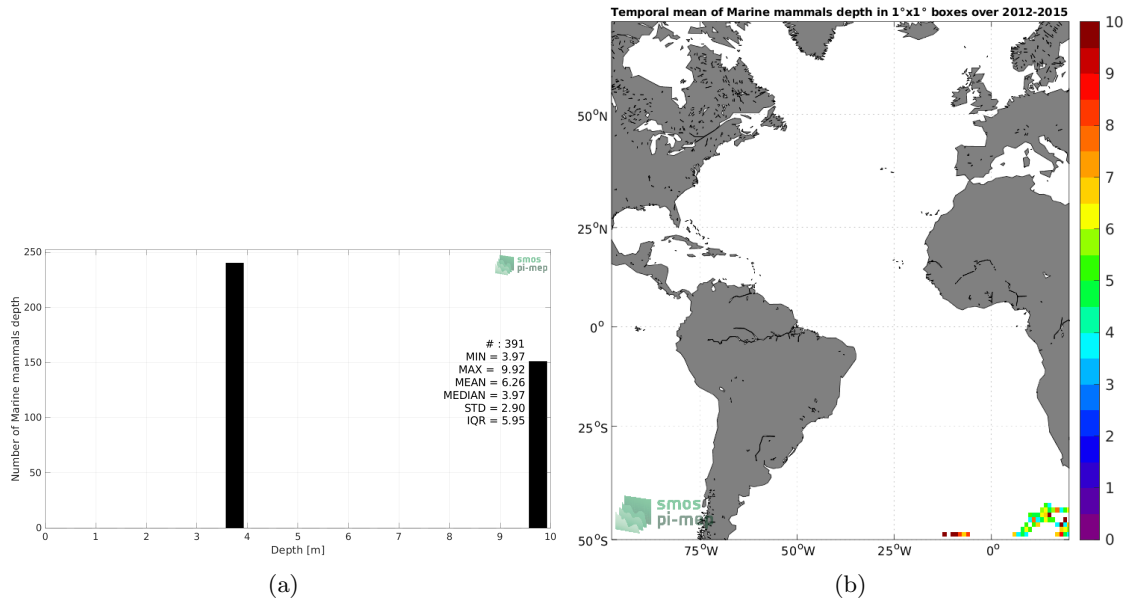 250
200
150
100
50
0
Number of Marine mammals depth
smos
pi-mep
# : 391
MIN = 3.97
MAX = 9.92
MEAN = 6.26
MEDIAN = 3.97
STD = 2.90
IQR = 5.95
0 1 2 3 4 5 6 7 8 9 10
Depth [m]
(a)
Temporal mean of Marine mammals depth in 1°x1° boxes over 2012-2015
50°N
25°N
0°
25°S
50°S
smos
pi-mep
75°W 50°W 25°W 0°
10
9
8
7
6
5
4
3
2
1
0
(b)